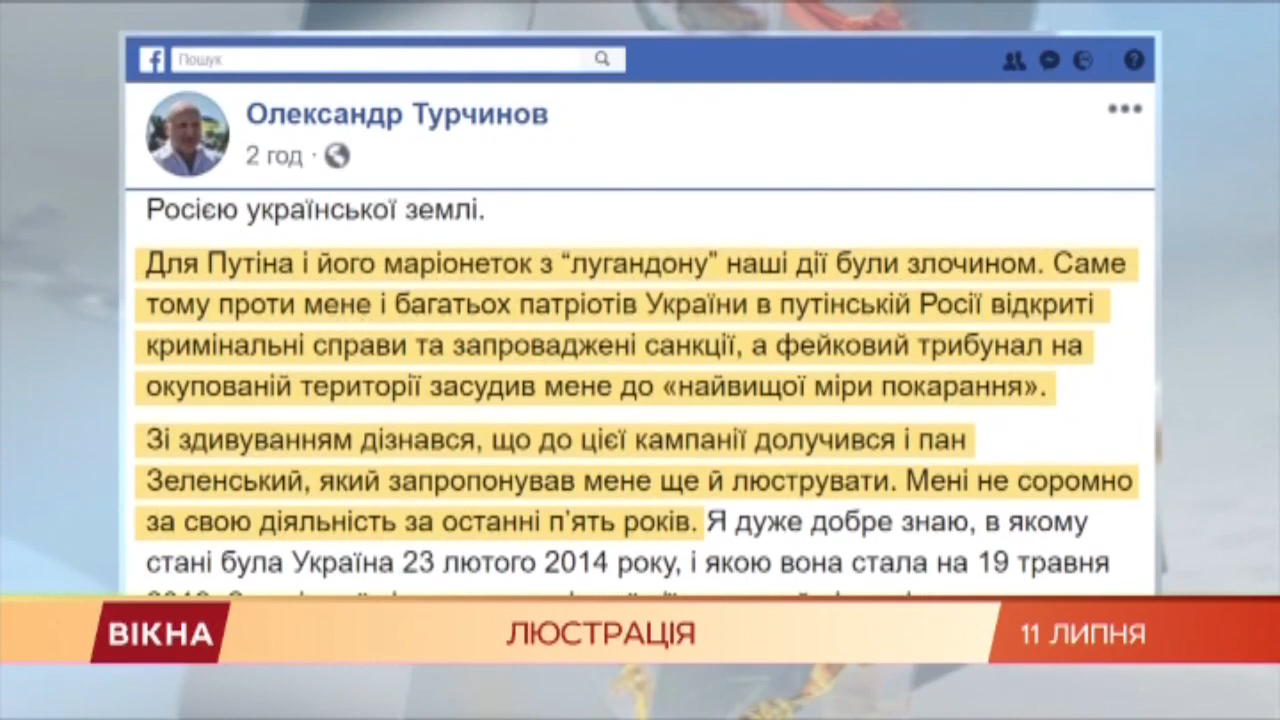 Пошук
Олександр Турчинов
2 год ·
Росією української землі.
Для Путіна і його маріонеток з “лугандону” наші дії були злочином. Саме
тому проти мене і багатьох патріотів України в путінській Росії відкриті
кримінальні справи та запроваджені санкції, а фейковий трибунал на
окупованій території засудив мене до «найвищої міри покарання».
Зі здивуванням дізнався, що до цієї кампанії долучився і пан
Зеленський, який запропонував мене ще й люструвати. Мені не соромно
за свою діяльність за останні п’ять років. Я дуже добре знаю, в якому
стані була Україна 23 лютого 2014 року, і якою вона стала на 19 травня
ВІКНА
ЛЮСТРАЦІЯ
11 ЛИПНЯ